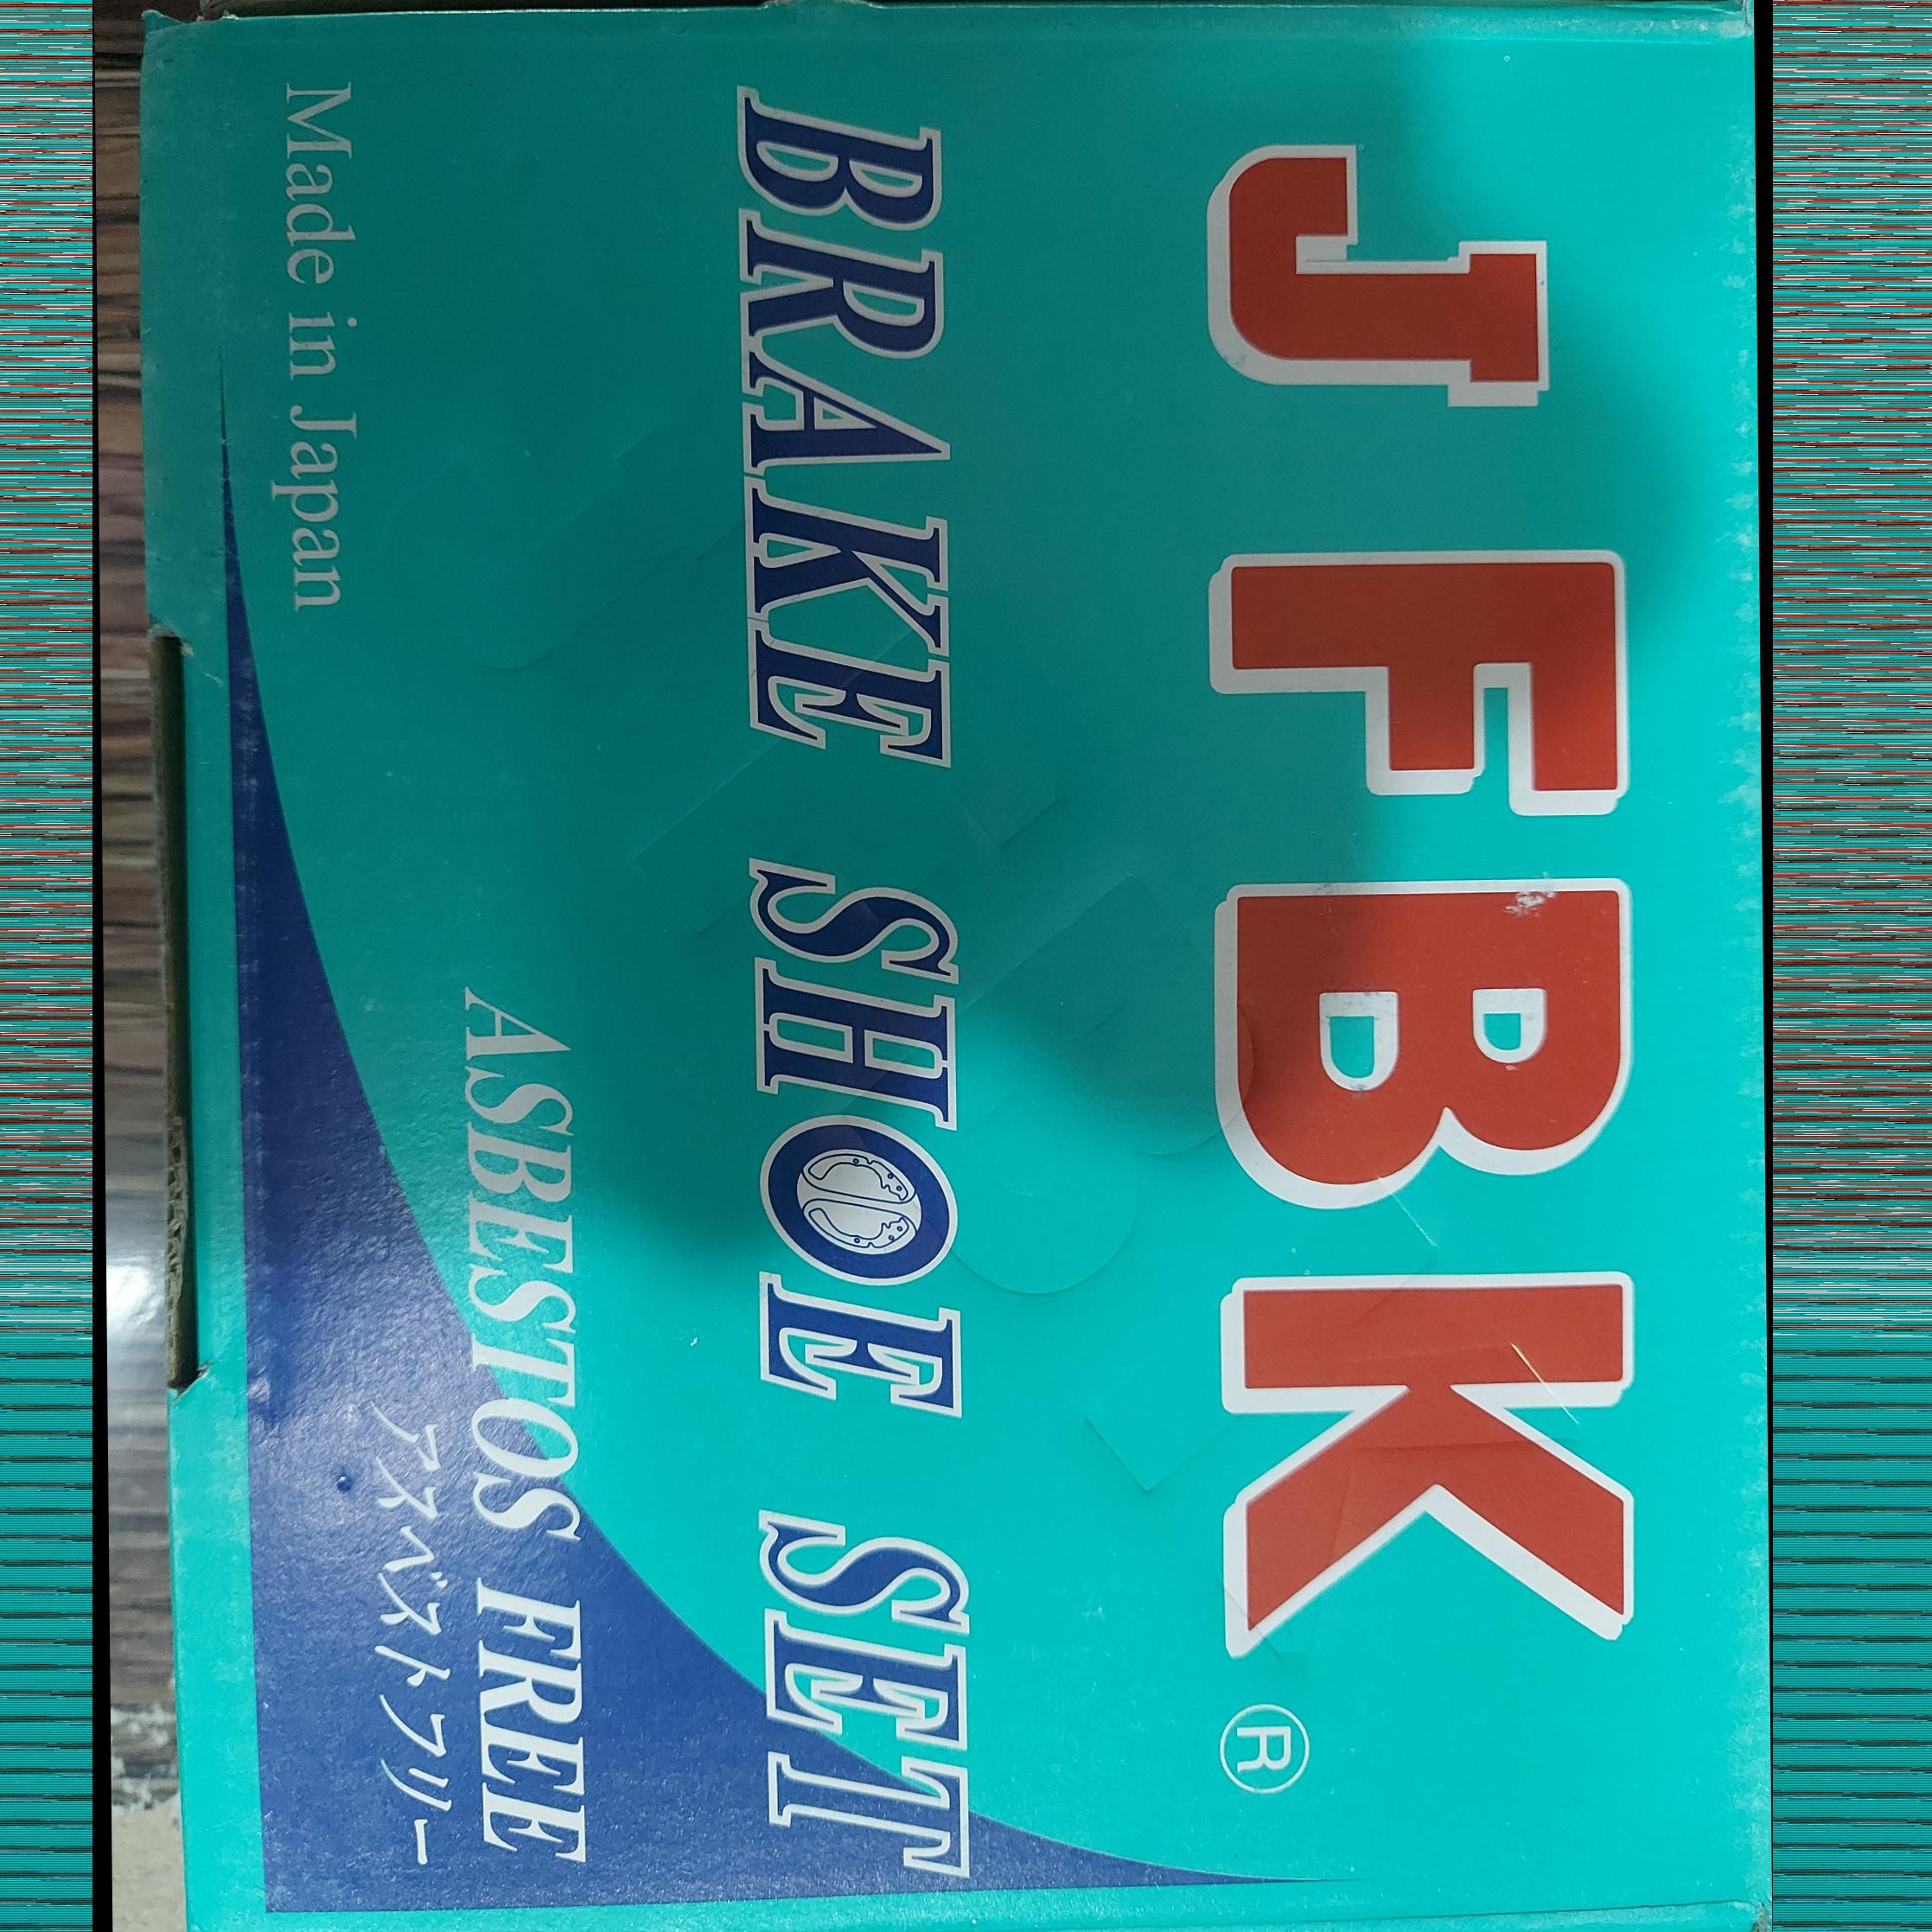 JFBK®
BRAKE SHOE SET
ASBESTOS FREE
アスベストフリー
Made in Japan